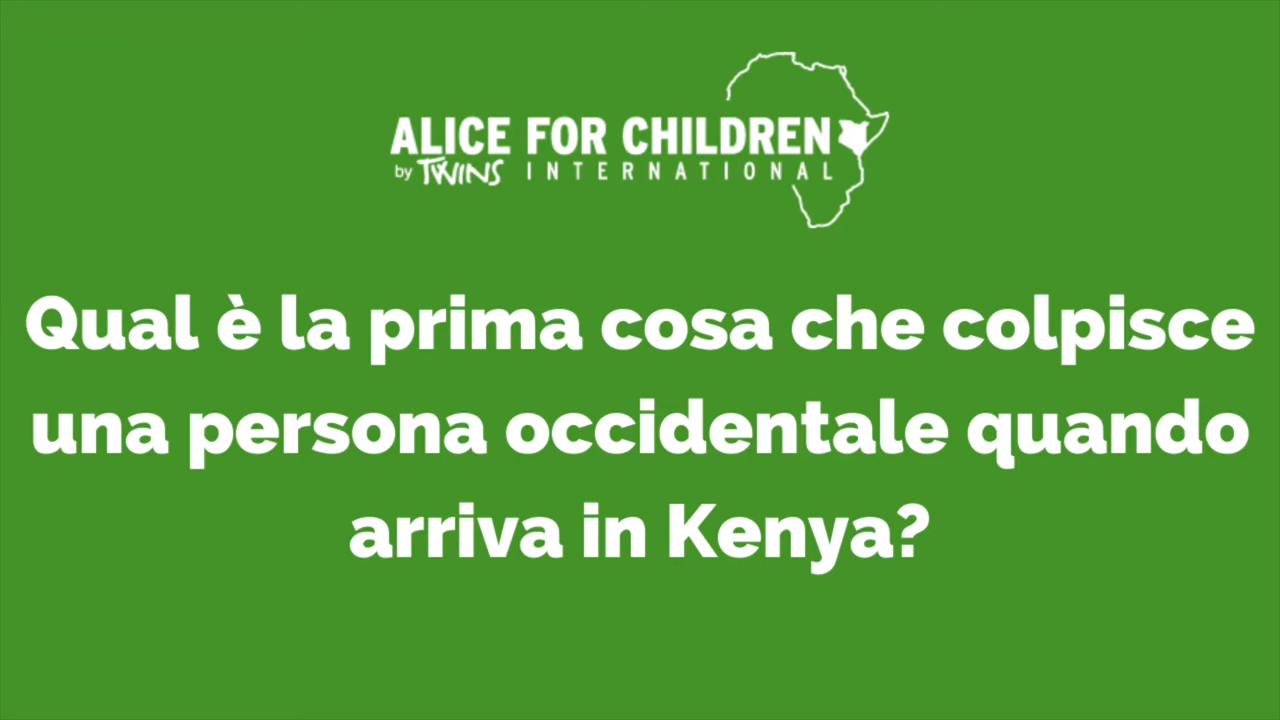 ALICE FOR CHILDREN
by TWINS INTERNATIONAL
Qual è la prima cosa che colpisce
una persona occidentale quando
arriva in Kenya?